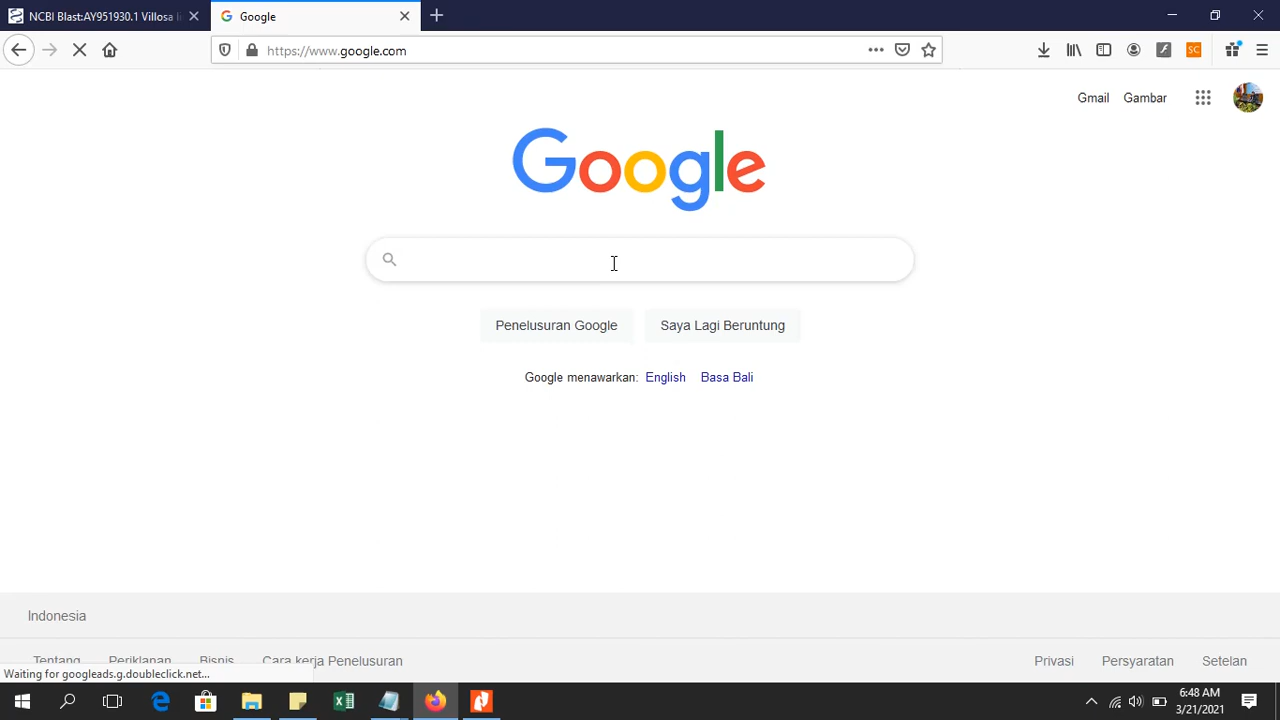 NCBI Blast:AY951930.1 Villosa li
Google
https://www.google.com
SC
Gmail Gambar
Google
Penelusuran Google Saya Lagi Beruntung
Google menawarkan: English Basa Bali
Indonesia
Tentang Periklanan Bisnis Cara kerja Penelusuran Privasi Persyaratan Setelan
Waiting for googleads.g.doubleclick.net...
6:48 AM
3/21/2021